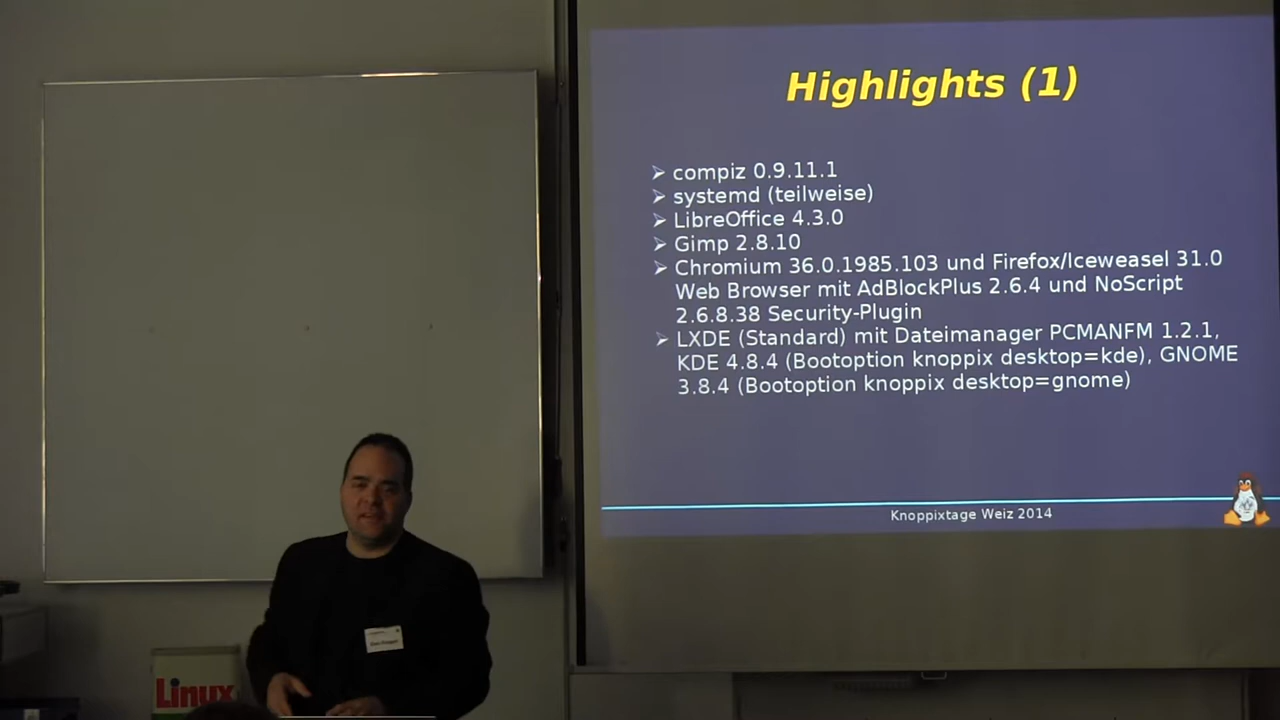 Highlights (1)
compiz 0.9.11.1
systemd (teilweise)
LibreOffice 4.3.0
Gimp 2.8.10
Chromium 36.0.1985.103 und Firefox/Iceweasel 31.0
Web Browser mit AdBlockPlus 2.6.4 und NoScript
2.6.8.38 Security-Plugin
LXDE (Standard) mit Dateimanager PCMANFM 1.2.1,
KDE 4.8.4 (Bootoption knoppix desktop=kde), GNOME
3.8.4 (Bootoption knoppix desktop=gnome)
Knoppixtage Weiz 2014
Linux